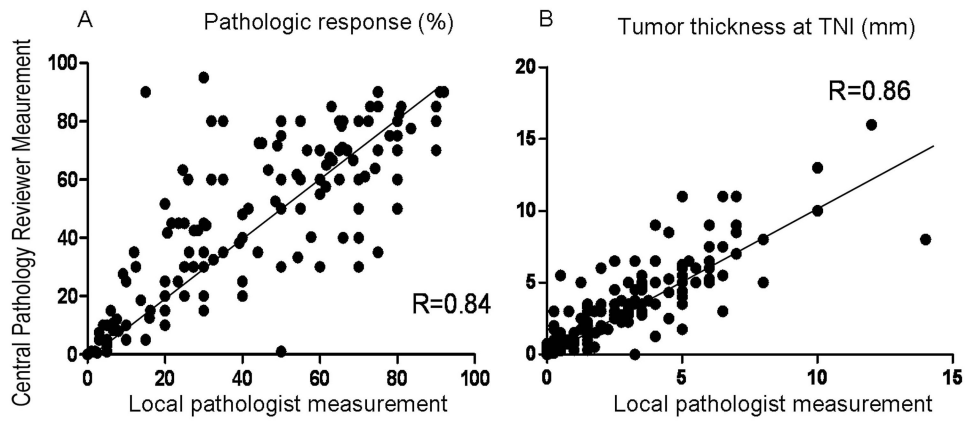 A
Pathologic response (%)
Central Pathology Reviewer Meaurement
100
80
60
40
20
0
R=0.84
0 20 40 60 80 100
Local pathologist measurement
B
Tumor thickness at TNI (mm)
20
15
10
5
0
R=0.86
0 5 10 15
Local pathologist measurement